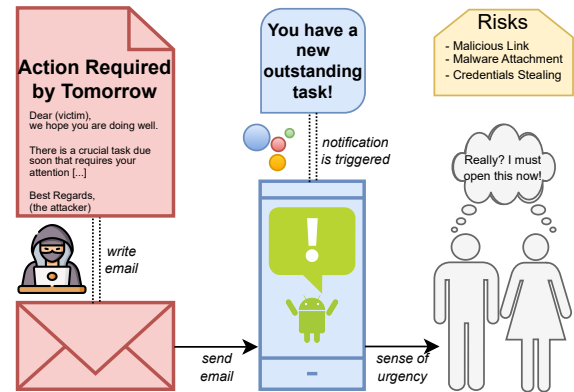 Action Required
by Tomorrow
Dear (victim),
we hope you are doing well.
There is a crucial task due
soon that requires your
attention [...]
Best Regards,
(the attacker)
write
email
send
email
You have a
new
outstanding
task!
notification
is triggered
!
sense of
urgency
Risks
- Malicious Link
- Malware Attachment
- Credentials Stealing
Really? I must
open this now!